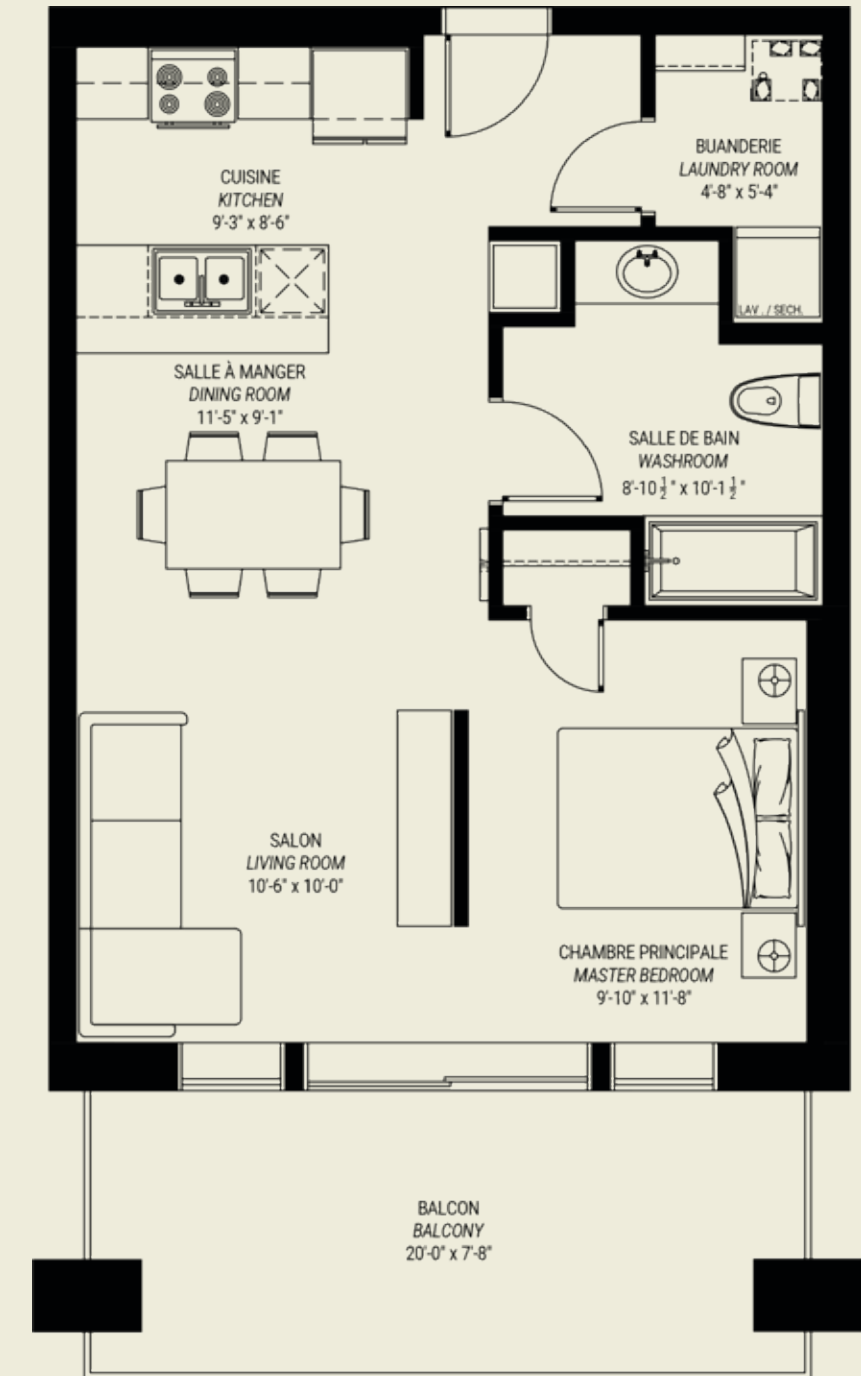 BUANDERIE
LAUNDRY ROOM
4'-8" x 5'-4"
CUISINE
KITCHEN
9'-3" x 8'-6"
LAV . / SECH.
SALLE À MANGER
DINING ROOM
11'-5" x 9'-1"
SALLE DE BAIN
WASHROOM
8'-10 ½" x 10'-1 ½"
SALON
LIVING ROOM
10'-6" x 10'-0"
CHAMBRE PRINCIPALE
MASTER BEDROOM
9'-10" x 11'-8"
BALCON
BALCONY
20'-0" x 7'-8"